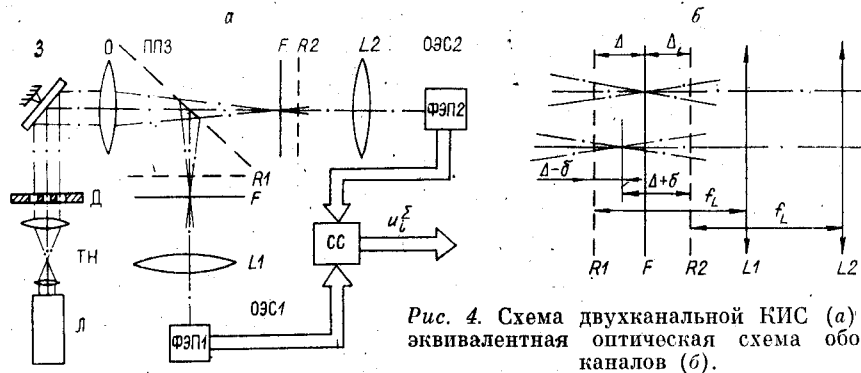 а
б
З
О
ППЗ
F
R2
L2
ОЭС2
ФЭП2
R1
F
Д
ТН
Л
L1
ОЭС1
ФЭП1
СС
u_i^Σ
Δ
Δ
Δ-б
Δ+б
f_L
f_L
R1
F
R2
L1
L2
Рис. 4. Схема двухканальной КИС (а)
эквивалентная оптическая схема обо
каналов (б).